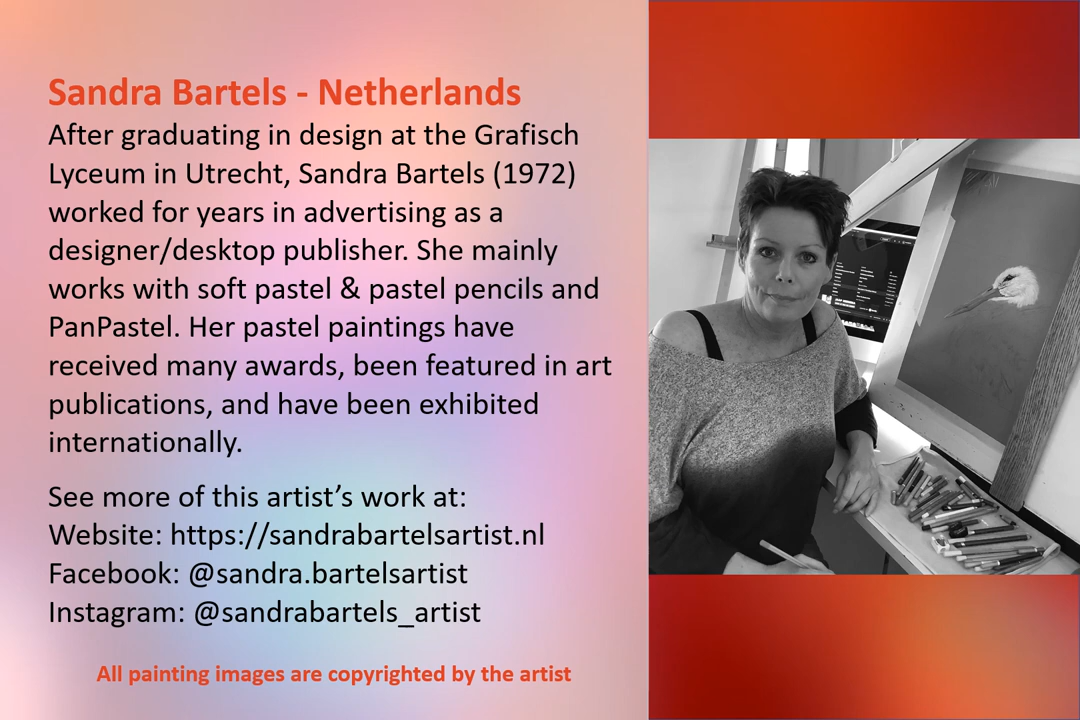 Sandra Bartels - Netherlands
After graduating in design at the Grafisch
Lyceum in Utrecht, Sandra Bartels (1972)
worked for years in advertising as a
designer/desktop publisher. She mainly
works with soft pastel & pastel pencils and
PanPastel. Her pastel paintings have
received many awards, been featured in art
publications, and have been exhibited
internationally.
See more of this artist’s work at:
Website: https://sandrabartelsartist.nl
Facebook: @sandra.bartelsartist
Instagram: @sandrabartels_artist
All painting images are copyrighted by the artist